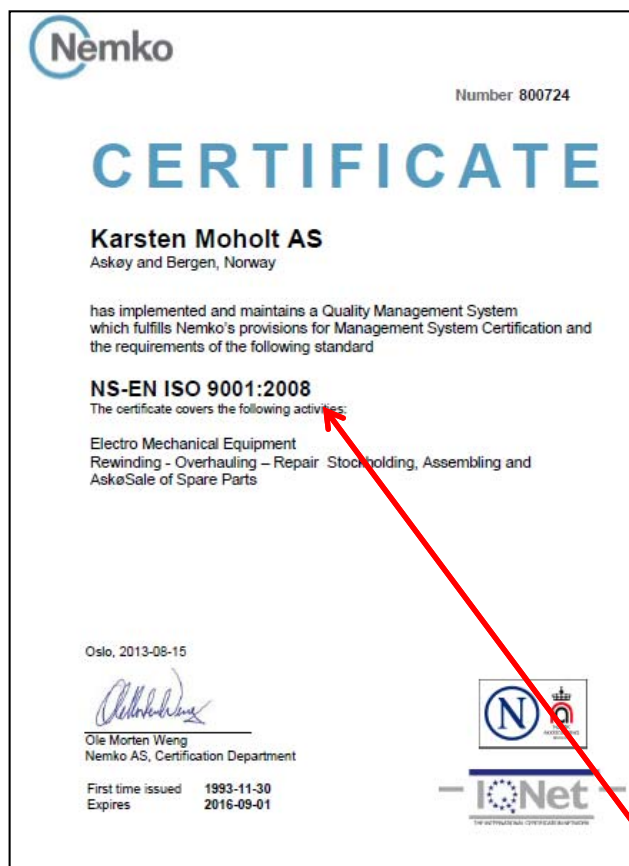 Nemko
Number 800724
CERTIFICATE
Karsten Moholt AS
Askøy and Bergen, Norway
has implemented and maintains a Quality Management System
which fulfills Nemko's provisions for Management System Certification and
the requirements of the following standard
NS-EN ISO 9001:2008
The certificate covers the following activities:
Electro Mechanical Equipment
Rewinding - Overhauling – Repair Stockholding, Assembling and
AskøSale of Spare Parts
Oslo, 2013-08-15
Ole Morten Weng
Nemko AS, Certification Department
First time issued 1993-11-30
Expires 2016-09-01
N
IQNet
THE INTERNATIONAL CERTIFICATION NETWORK